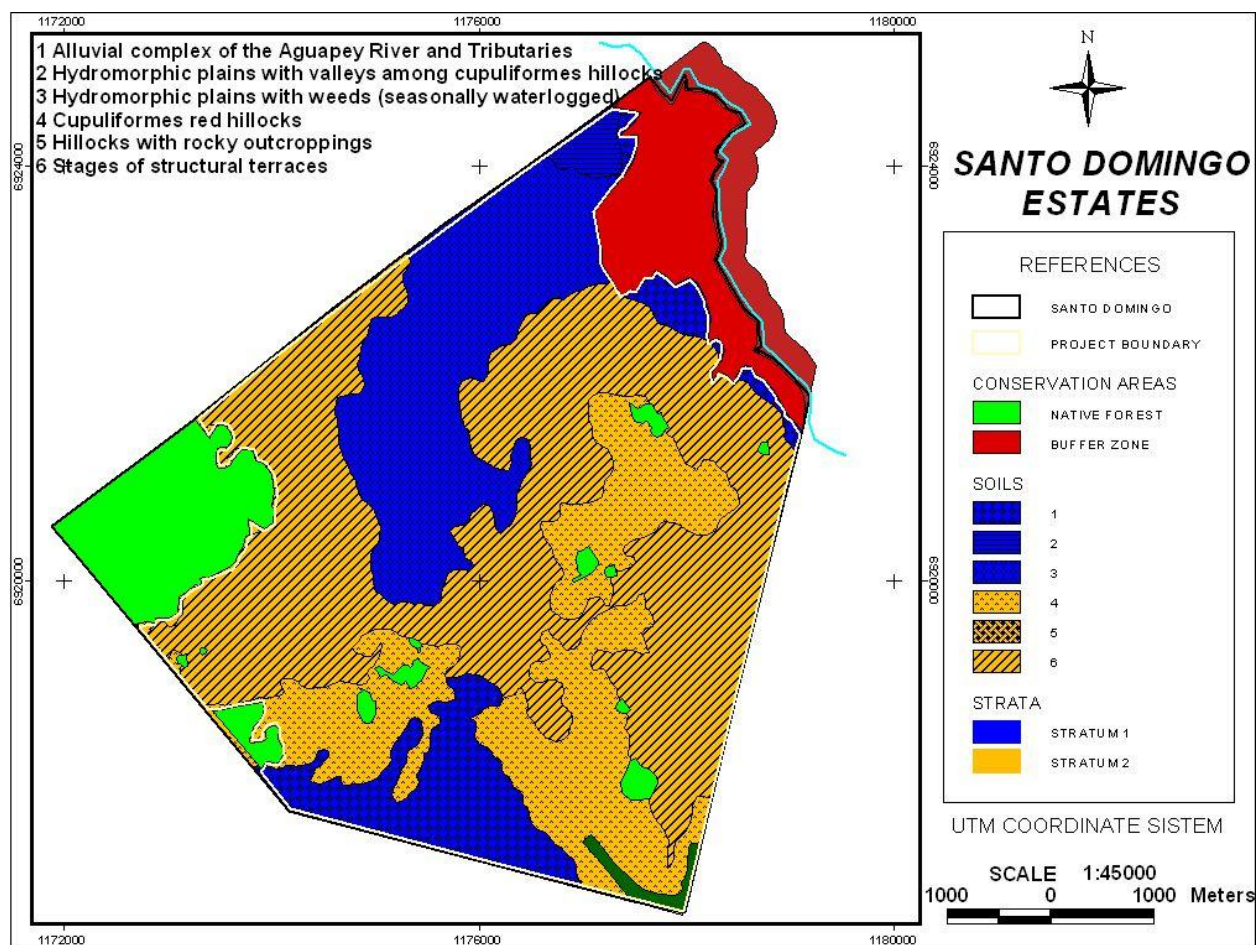 1172000 1176000 1180000
1 Alluvial complex of the Aguapey River and Tributaries
2 Hydromorphic plains with valleys among cupuliformes hillocks
3 Hydromorphic plains with weeds (seasonally waterlogged)
4 Cupuliformes red hillocks
5 Hillocks with rocky outcroppings
6 Stages of structural terraces
6924000 6924000
6920000 6920000
1172000 1176000 1180000
N
SANTO DOMINGO
ESTATES
REFERENCES
SANTO DOMINGO
PROJECT BOUNDARY
CONSERVATION AREAS
NATIVE FOREST
BUFFER ZONE
SOILS
1
2
3
4
5
6
STRATA
STRATUM 1
STRATUM 2
UTM COORDINATE SISTEM
SCALE 1:45000
1000 0 1000 Meters